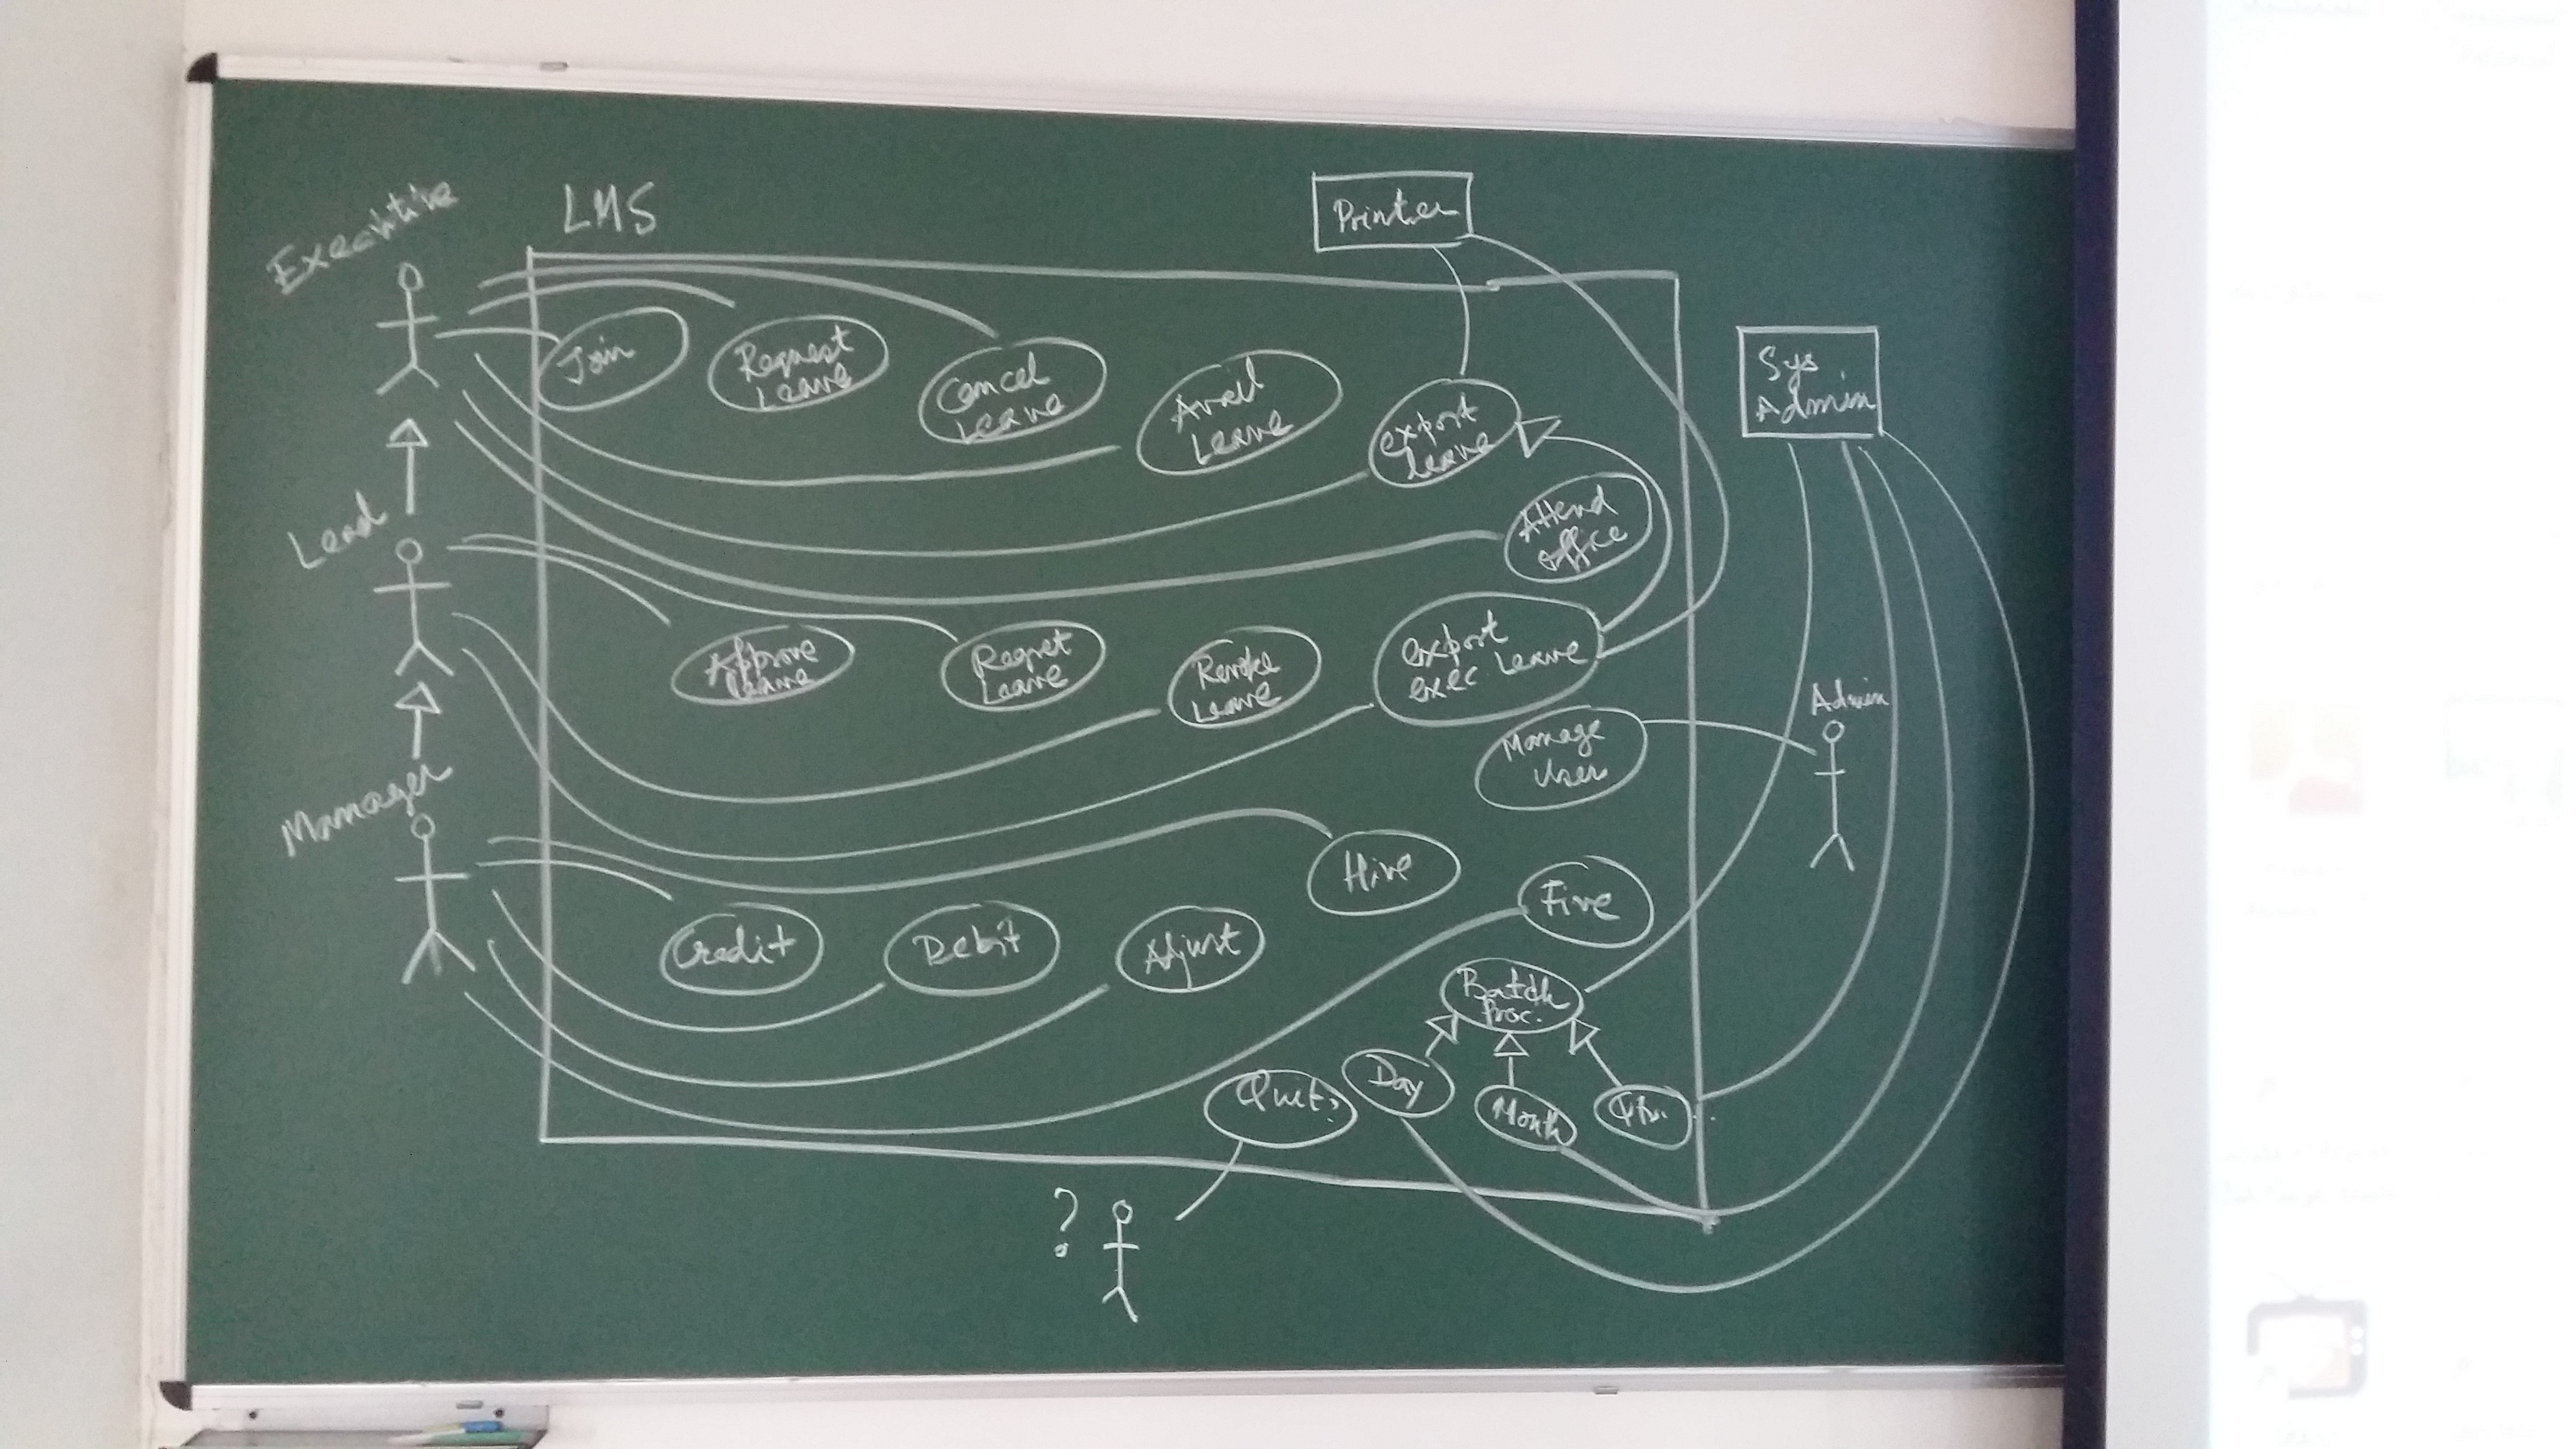 Executive
LMS
Printer
Sys
Admin
Join
Request
Leave
Cancel
Leave
Avail
Leave
export
leave
Attend
office
Lead
Approve
Leave
Regret
Leave
Revoke
Leave
export
exec. Leave
Manage
User
Admin
Manager
Hire
Fire
Credit
Debit
Adjust
Batch
Proc.
Quit?
Day
Month
Qtr.
?